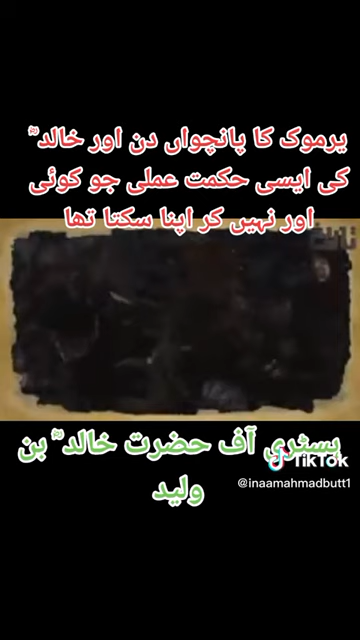 یرموک کا پانچواں دن اور خالدؓ
کی ایسی حکمت عملی جو کوئی
اور نہیں کر اپنا سکتا تھا
ہسٹری آف حضرت خالدؓ بن
ولید
TikTok
@inaamahmadbutt1